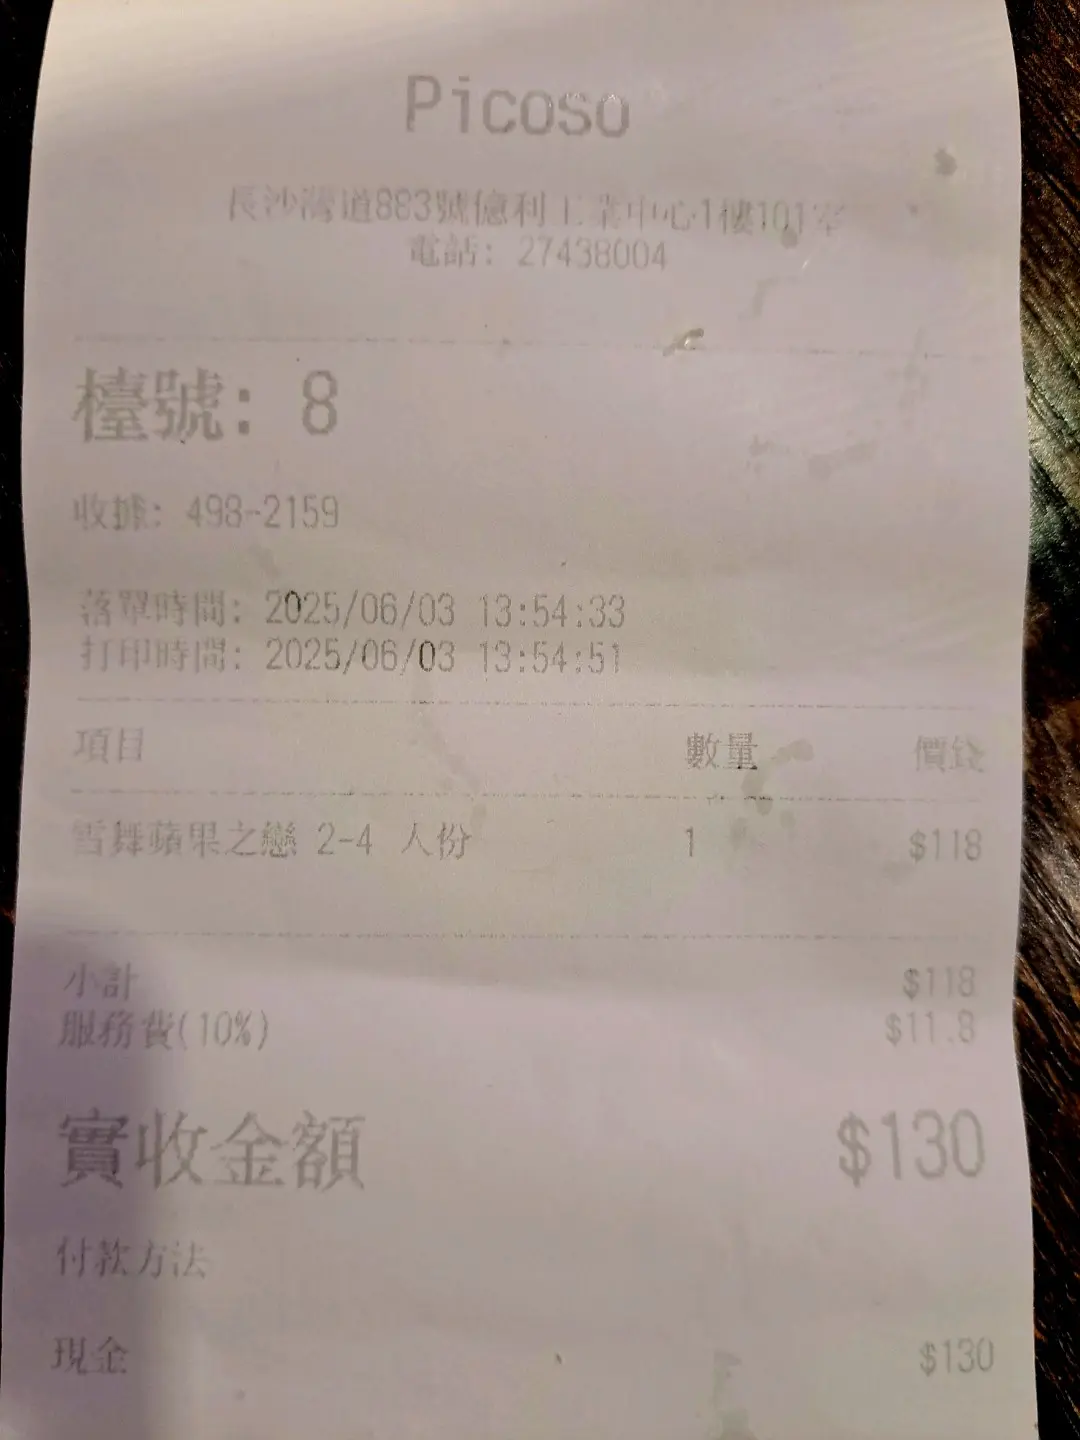 Picoso
長沙灣道883號億利工業中心1樓101室
電話: 27438004
檯號: 8
收據: 498-2159
落單時間: 2025/06/03 13:54:33
打印時間: 2025/06/03 13:54:51
項目 數量 價錢
雪舞蘋果之戀 2-4 人份 1 $118
小計 $118
服務費(10%) $11.8
實收金額 $130
付款方法
現金 $130